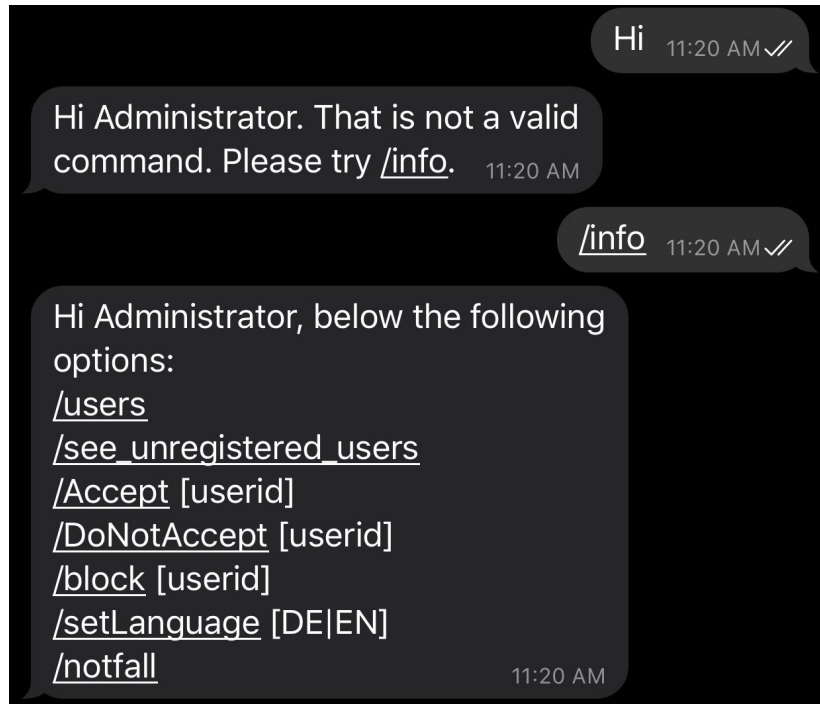 Hi 11:20 AM
Hi Administrator. That is not a valid
command. Please try /info. 11:20 AM
/info 11:20 AM
Hi Administrator, below the following
options:
/users
/see_unregistered_users
/Accept [userid]
/DoNotAccept [userid]
/block [userid]
/setLanguage [DE|EN]
/notfall 11:20 AM